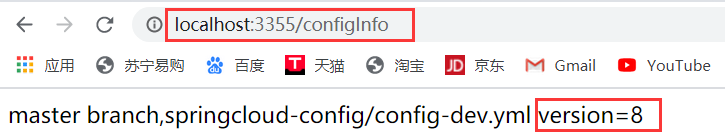 localhost:3355/configInfo
应用 苏宁易购 百度 T 天猫 淘宝 JD 京东 Gmail YouTube
master branch,springcloud-config/config-dev.yml version=8